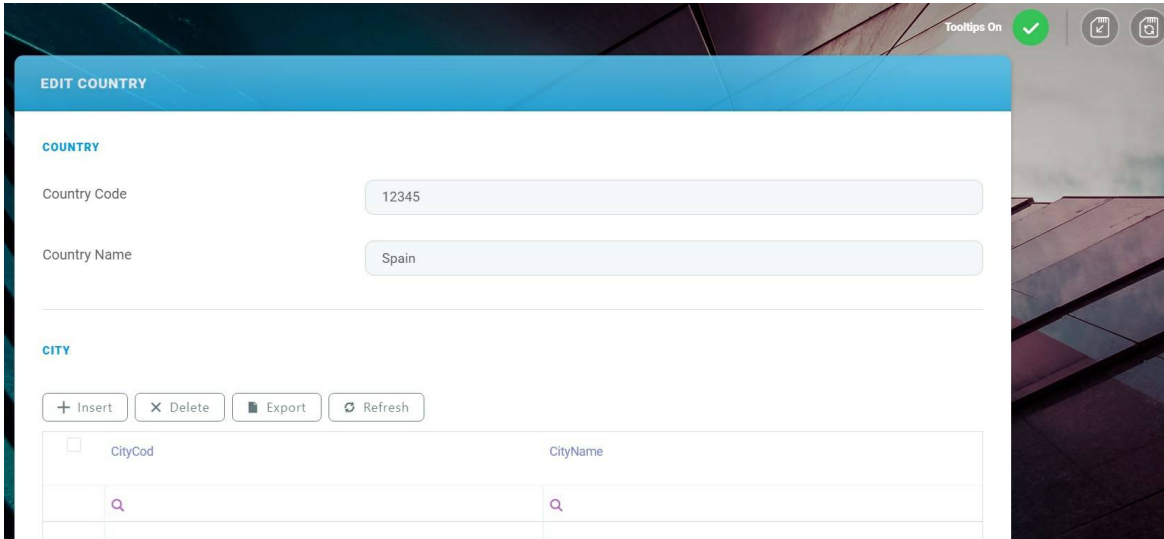 Tooltips On
EDIT COUNTRY
COUNTRY
Country Code
12345
Country Name
Spain
CITY
Insert
Delete
Export
Refresh
CityCod
CityName